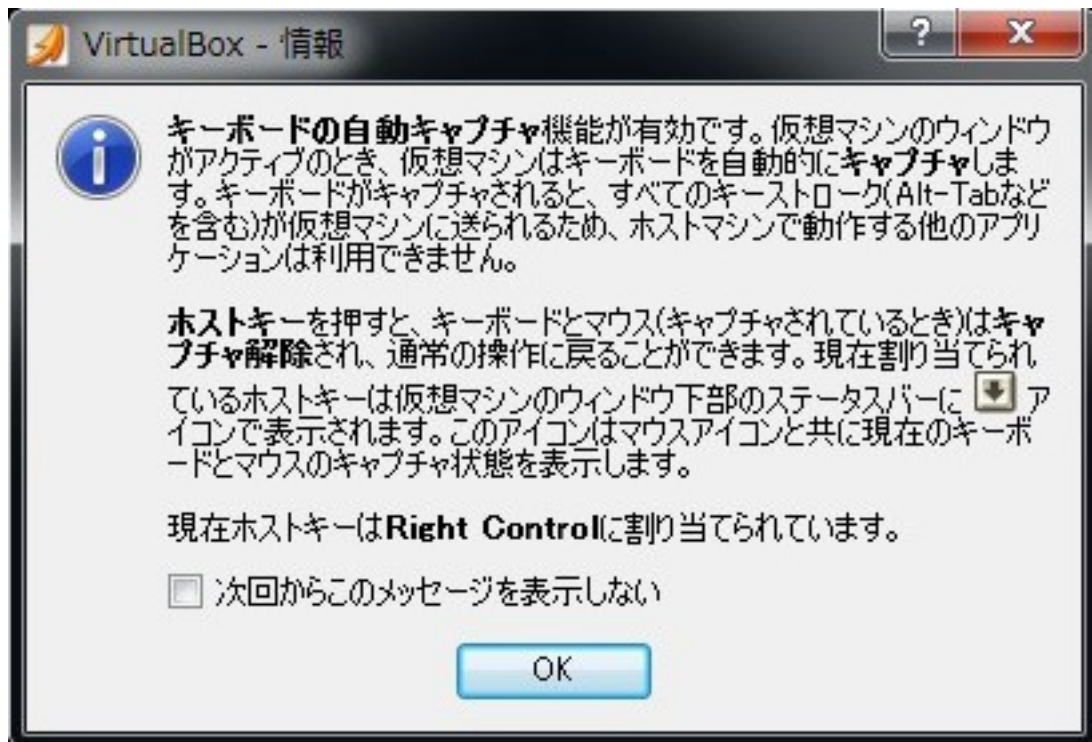 VirtualBox - 情報
キーボードの自動キャプチャ機能が有効です。仮想マシンのウィンドウ
がアクティブのとき、仮想マシンはキーボードを自動的にキャプチャしま
す。キーボードがキャプチャされると、すべてのキーストローク(Alt-Tabなど
を含む)が仮想マシンに送られるため、ホストマシンで動作する他のアプリ
ケーションは利用できません。
ホストキーを押すと、キーボードとマウス(キャプチャされているとき)はキャ
プチャ解除され、通常の操作に戻ることができます。現在割り当てられ
ているホストキーは仮想マシンのウィンドウ下部のステータスバーに ア
イコンで表示されます。このアイコンはマウスアイコンと共に現在のキーボ
ードとマウスのキャプチャ状態を表示します。
現在ホストキーはRight Controlに割り当てられています。
次回からこのメッセージを表示しない
OK